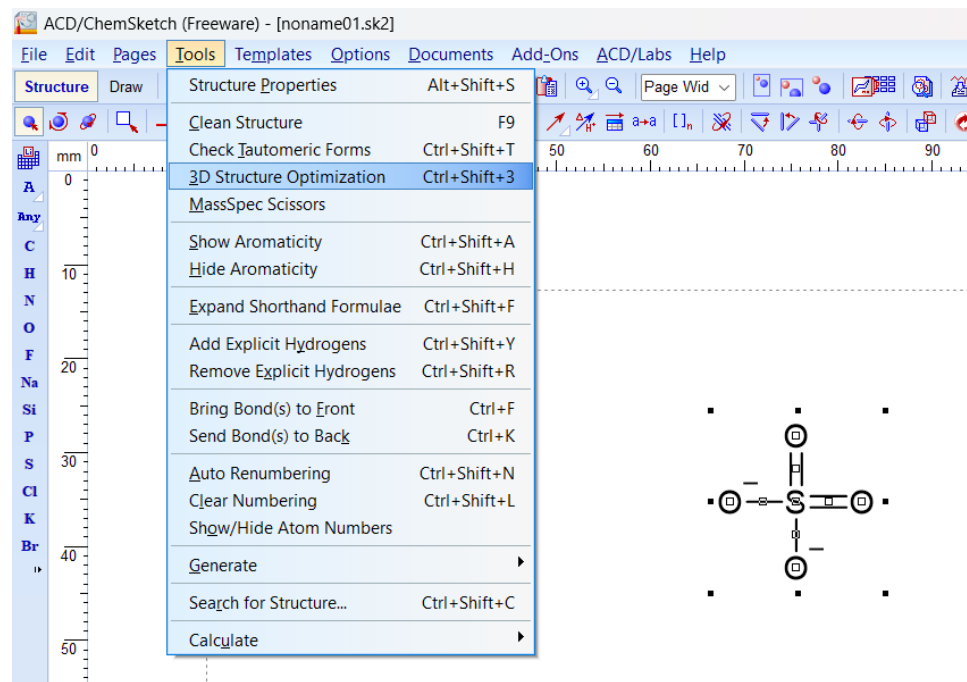 ACD/ChemSketch (Freeware) - [noname01.sk2]
File Edit Pages Tools Templates Options Documents Add-Ons ACD/Labs Help
Structure Draw Page Wid
mm 0 50 60 70 80 90
Structure Properties Alt+Shift+S
Clean Structure F9
Check Tautomeric Forms Ctrl+Shift+T
3D Structure Optimization Ctrl+Shift+3
MassSpec Scissors
Show Aromaticity Ctrl+Shift+A
Hide Aromaticity Ctrl+Shift+H
Expand Shorthand Formulae Ctrl+Shift+F
Add Explicit Hydrogens Ctrl+Shift+Y
Remove Explicit Hydrogens Ctrl+Shift+R
Bring Bond(s) to Front Ctrl+F
Send Bond(s) to Back Ctrl+K
Auto Renumbering Ctrl+Shift+N
Clear Numbering Ctrl+Shift+L
Show/Hide Atom Numbers
Generate
Search for Structure... Ctrl+Shift+C
Calculate
A
Any
C
H
N
O
F
Na
Si
P
S
Cl
K
Br
0
10
20
30
40
50
O
O S O
O